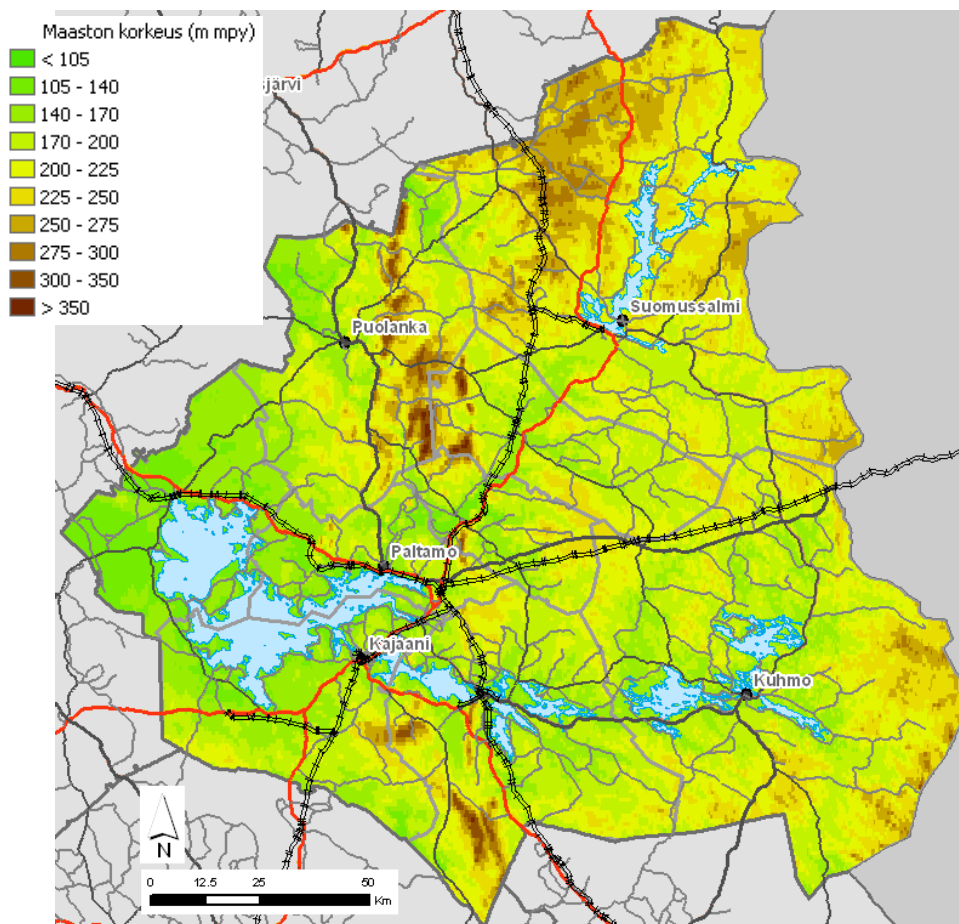 Maaston korkeus (m mpy)
< 105
105 - 140
140 - 170
170 - 200
200 - 225
225 - 250
250 - 275
275 - 300
300 - 350
> 350
sjärvi
Suomussalmi
Puolanka
Paltamo
Kajaani
Kuhmo
N
0 12.5 25 50
Km